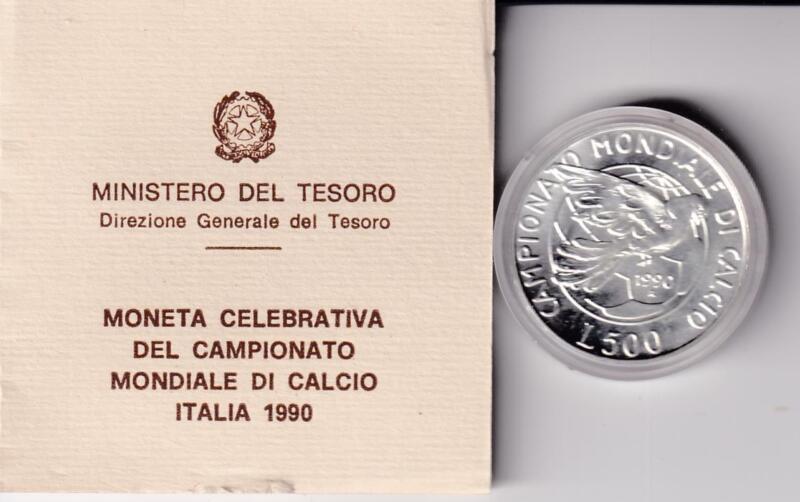 MINISTERO DEL TESORO
Direzione Generale del Tesoro
MONETA CELEBRATIVA
DEL CAMPIONATO
MONDIALE DI CALCIO
ITALIA 1990
CAMPIONATO MONDIALE DI CALCIO
1990
L 500